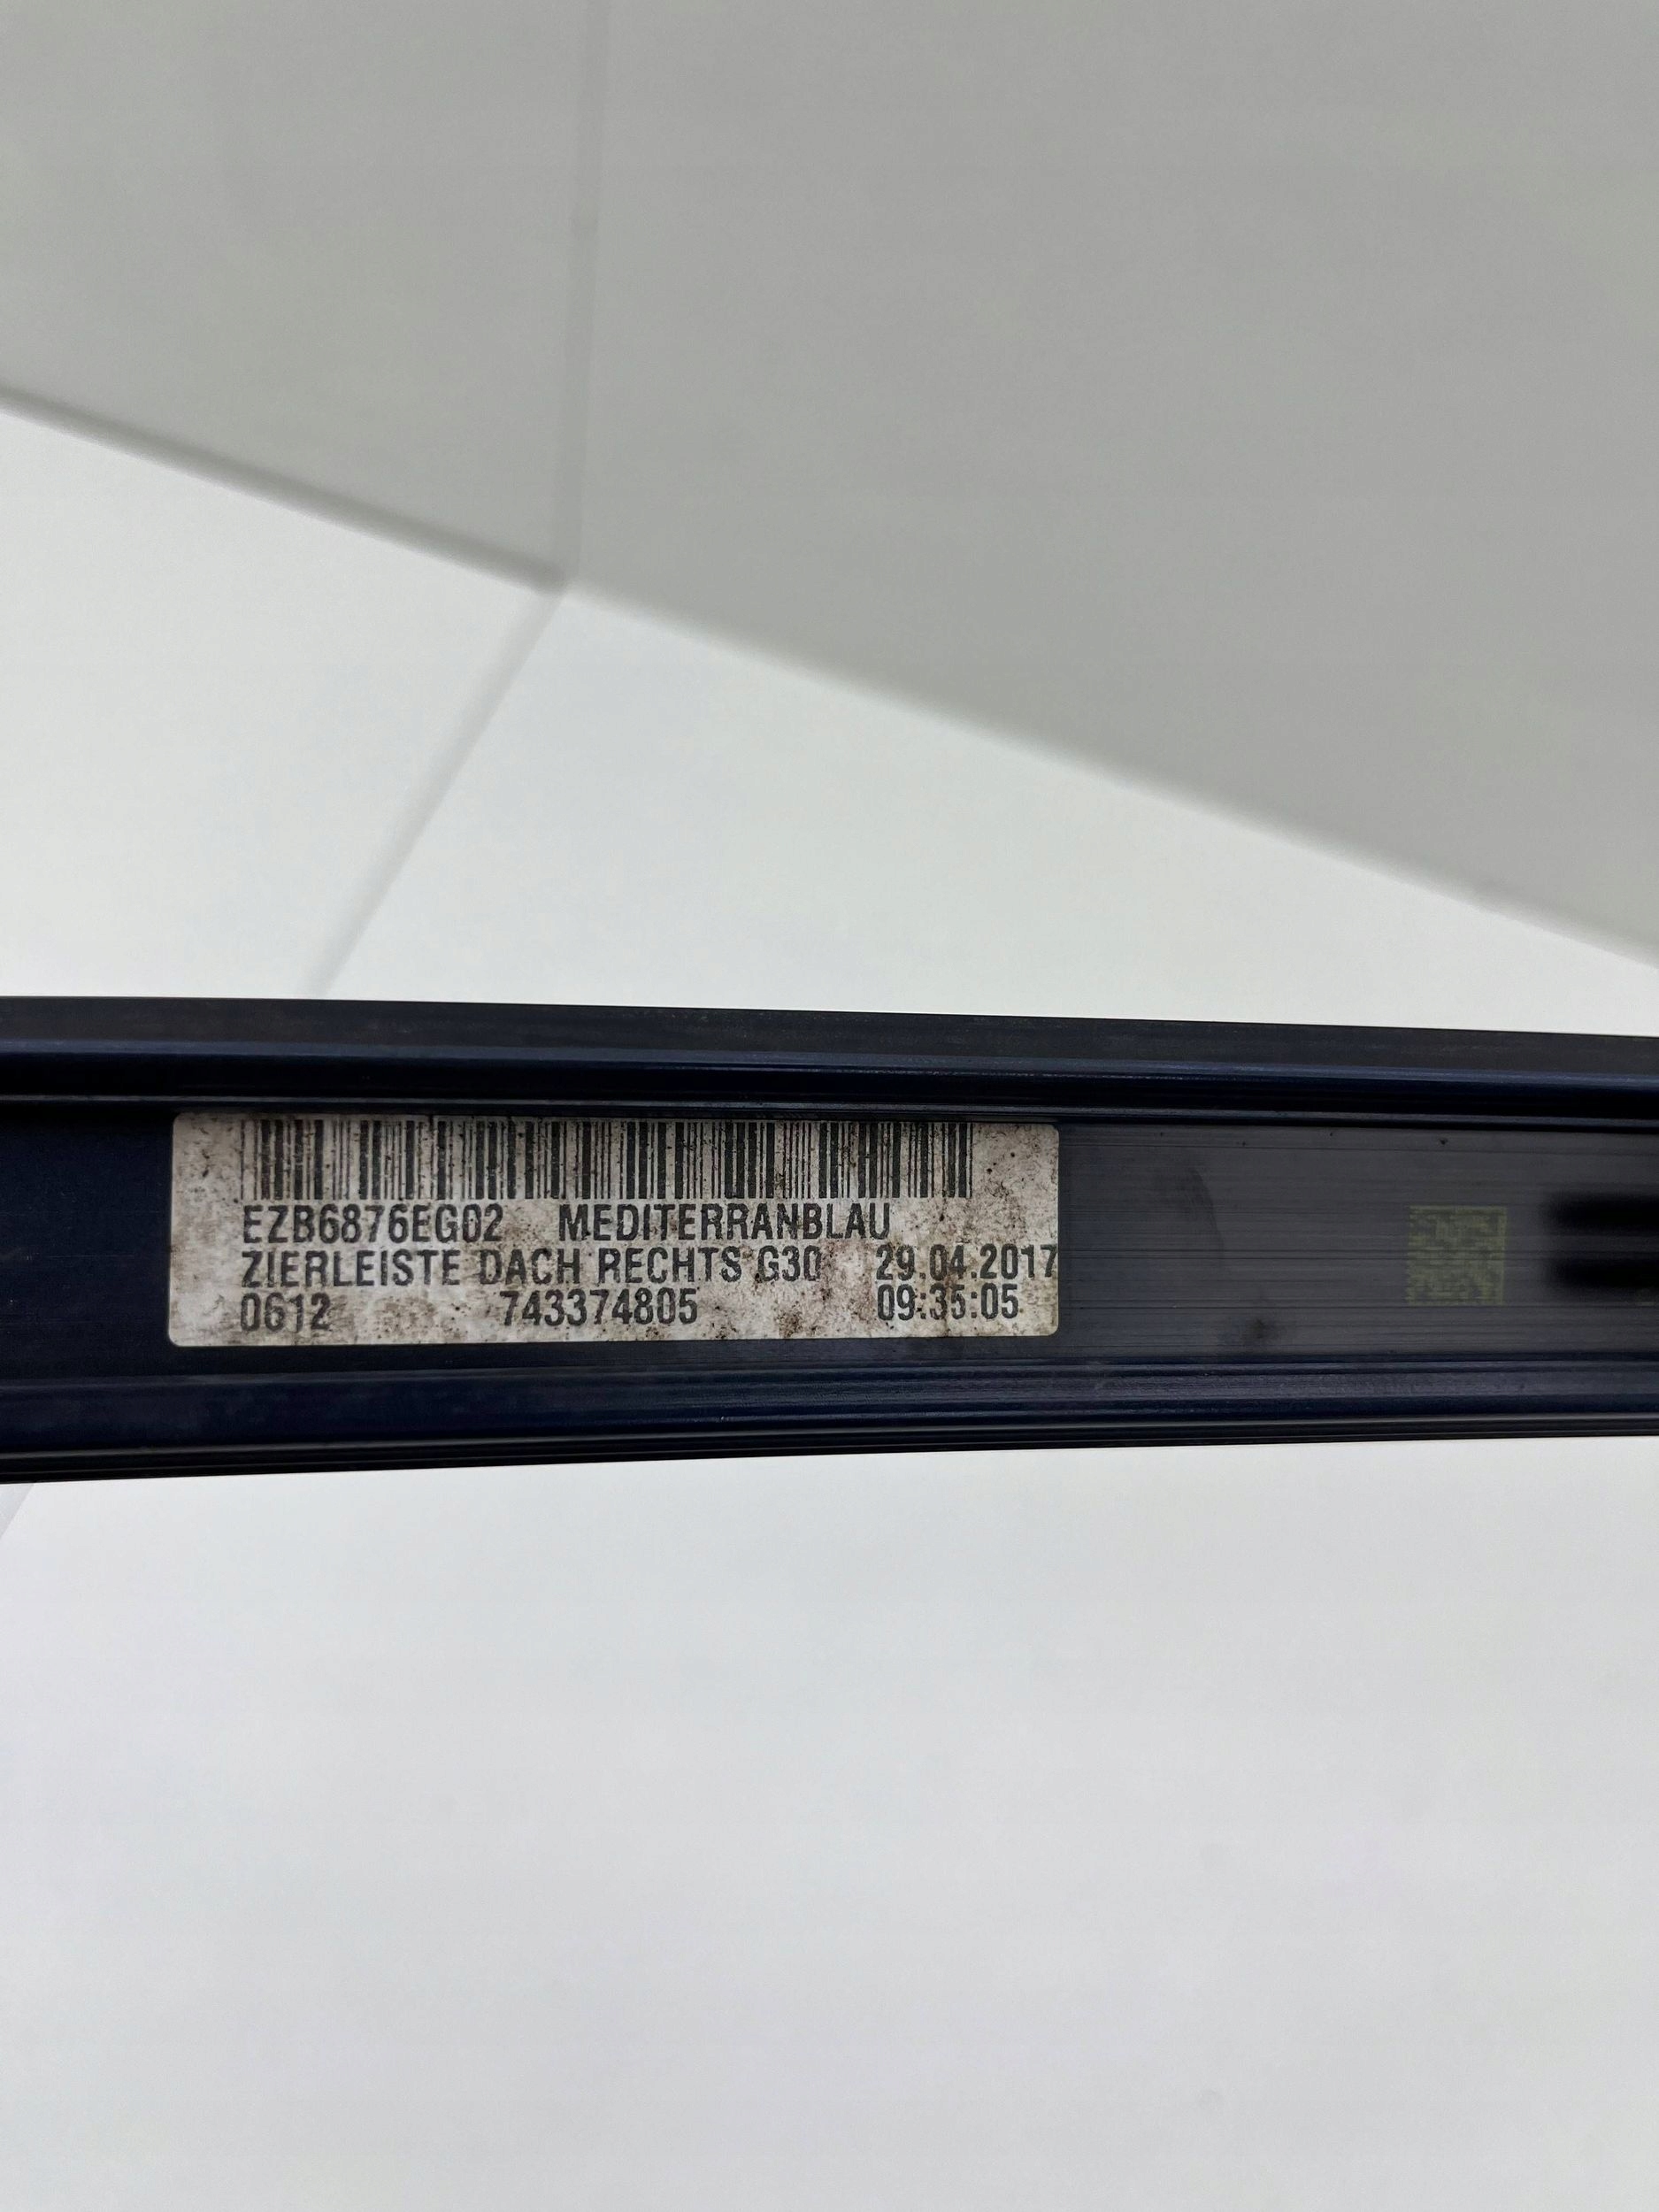 EZB6876EG02 MEDITERRANBLAU
ZIERLEISTE DACH RECHTS G30 29.04.2017
0612 743374805 09:35:05